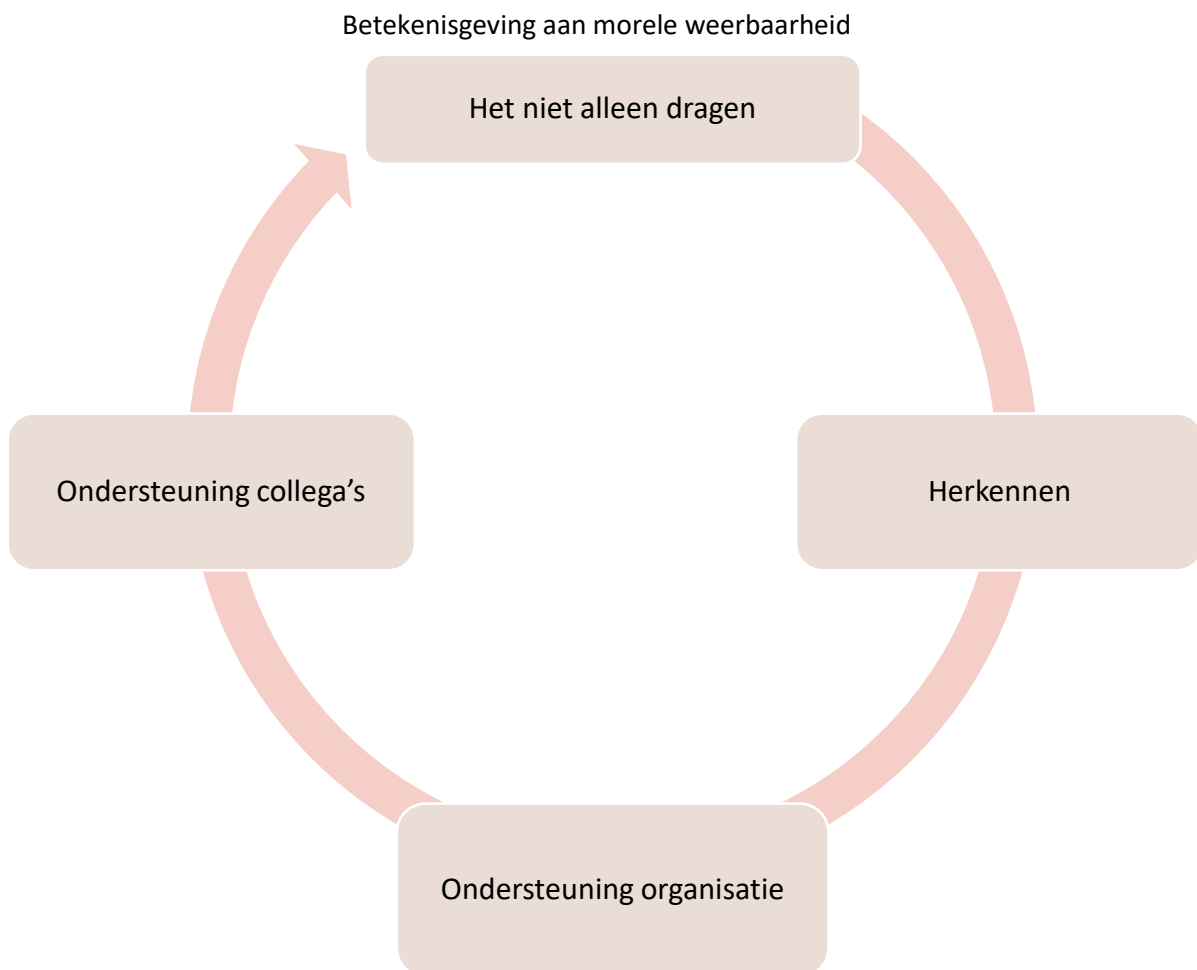 Betekenisgeving aan morele weerbaarheid
Het niet alleen dragen
Herkennen
Ondersteuning organisatie
Ondersteuning collega’s